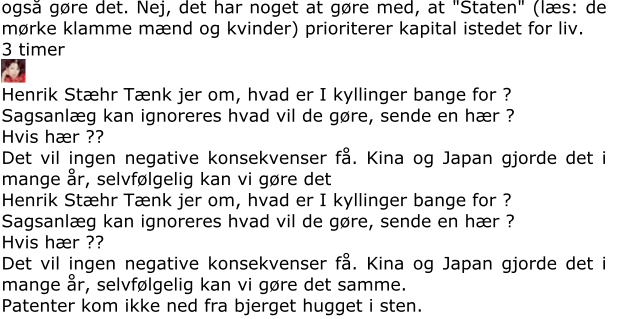 også gøre det. Nej, det har noget at gøre med, at "Staten" (læs: de
mørke klamme mænd og kvinder) prioriterer kapital istedet for liv.
3 timer
Henrik Stæhr Tænk jer om, hvad er I kyllinger bange for ?
Sagsanlæg kan ignoreres hvad vil de gøre, sende en hær ?
Hvis hær ??
Det vil ingen negative konsekvenser få. Kina og Japan gjorde det i
mange år, selvfølgelig kan vi gøre det
Henrik Stæhr Tænk jer om, hvad er I kyllinger bange for ?
Sagsanlæg kan ignoreres hvad vil de gøre, sende en hær ?
Hvis hær ??
Det vil ingen negative konsekvenser få. Kina og Japan gjorde det i
mange år, selvfølgelig kan vi gøre det samme.
Patenter kom ikke ned fra bjerget hugget i sten.